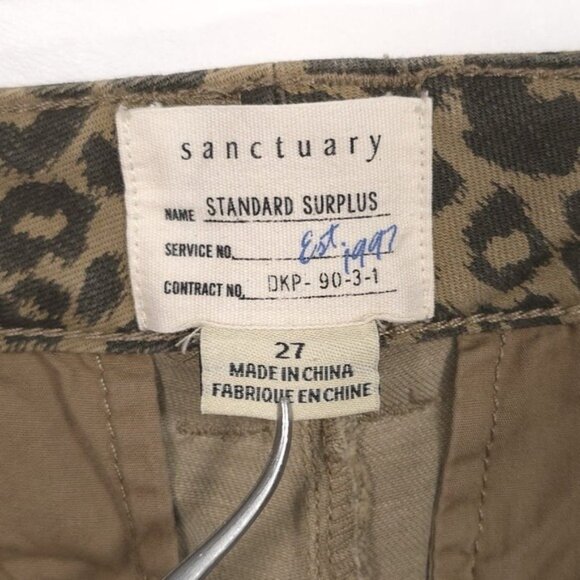 sanctuary
NAME STANDARD SURPLUS
SERVICE NO. Est. 1997
CONTRACT NO. DKP-90-3-1
27
MADE IN CHINA
FABRIQUE EN CHINE